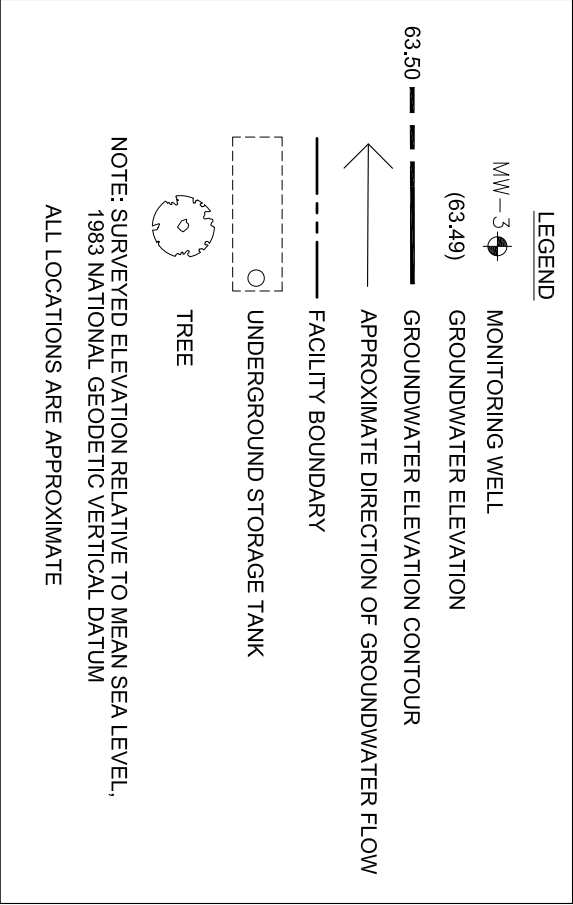 LEGEND
MW-3 MONITORING WELL
(63.49) GROUNDWATER ELEVATION
63.50 GROUNDWATER ELEVATION CONTOUR
APPROXIMATE DIRECTION OF GROUNDWATER FLOW
FACILITY BOUNDARY
UNDERGROUND STORAGE TANK
TREE
NOTE: SURVEYED ELEVATION RELATIVE TO MEAN SEA LEVEL,
1983 NATIONAL GEODETIC VERTICAL DATUM
ALL LOCATIONS ARE APPROXIMATE